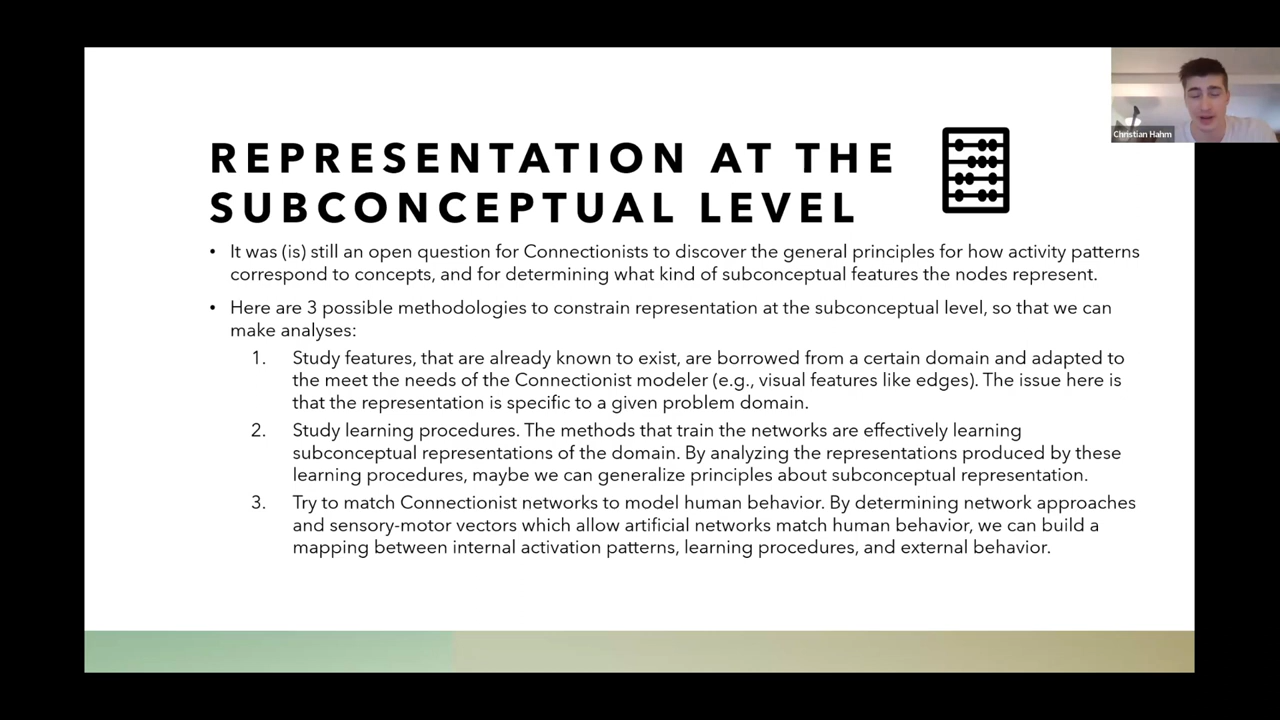 REPRESENTATION AT THE
SUBCONCEPTUAL LEVEL
Christian Hahm
• It was (is) still an open question for Connectionists to discover the general principles for how activity patterns
correspond to concepts, and for determining what kind of subconceptual features the nodes represent.
• Here are 3 possible methodologies to constrain representation at the subconceptual level, so that we can
make analyses:
1. Study features, that are already known to exist, are borrowed from a certain domain and adapted to
the meet the needs of the Connectionist modeler (e.g., visual features like edges). The issue here is
that the representation is specific to a given problem domain.
2. Study learning procedures. The methods that train the networks are effectively learning
subconceptual representations of the domain. By analyzing the representations produced by these
learning procedures, maybe we can generalize principles about subconceptual representation.
3. Try to match Connectionist networks to model human behavior. By determining network approaches
and sensory-motor vectors which allow artificial networks match human behavior, we can build a
mapping between internal activation patterns, learning procedures, and external behavior.